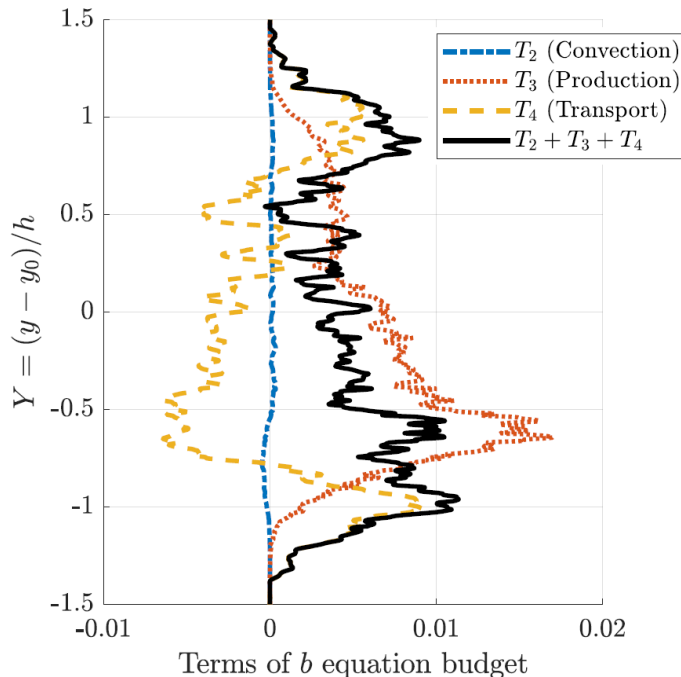 1.5
1
0.5
0
-0.5
-1
-1.5
Y = (y − y₀)/h
T₂ (Convection)
T₃ (Production)
T₄ (Transport)
T₂ + T₃ + T₄
-0.01
0
0.01
0.02
Terms of b equation budget